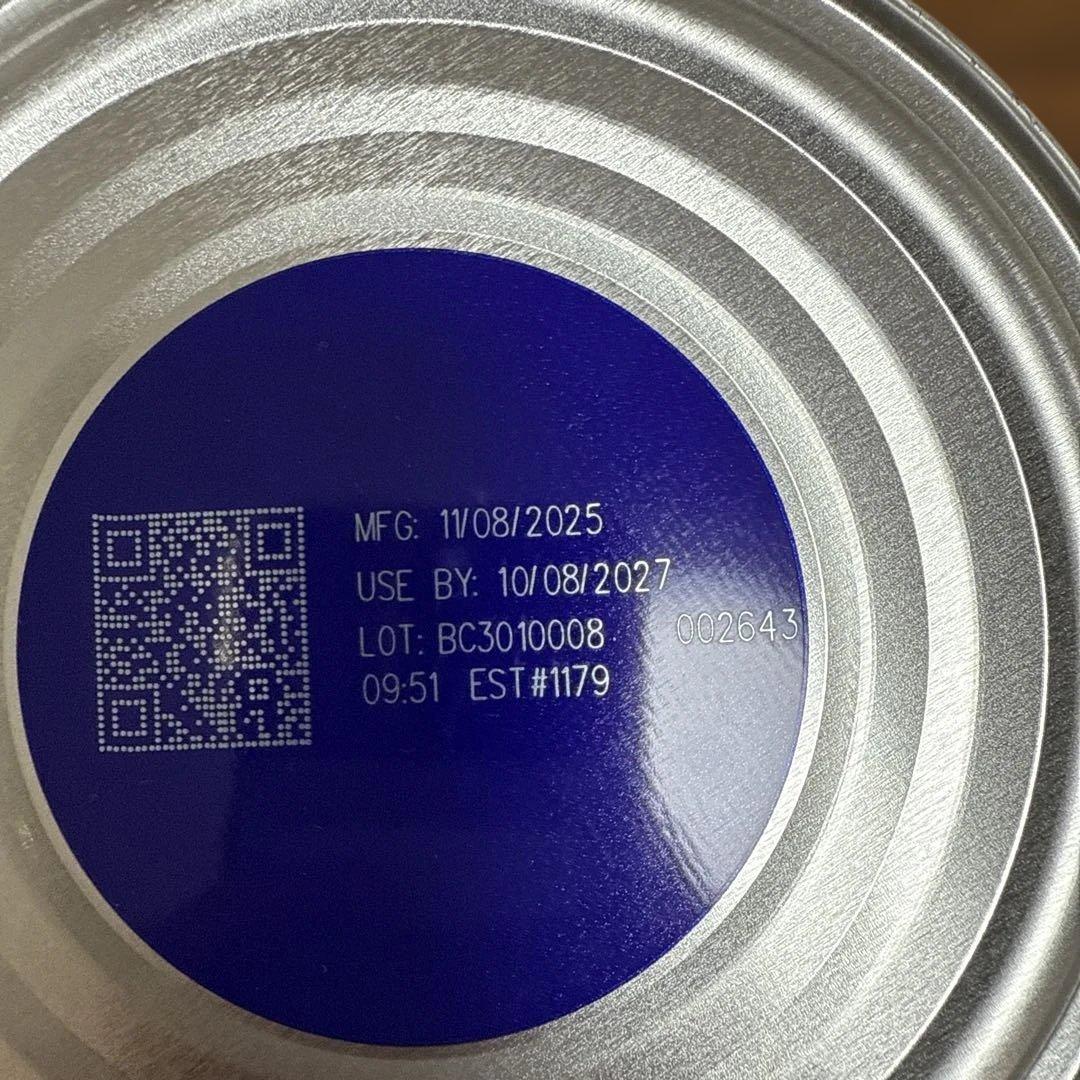 MFG: 11/08/2025
USE BY: 10/08/2027
LOT: BC3010008 002643
09:51 EST#1179